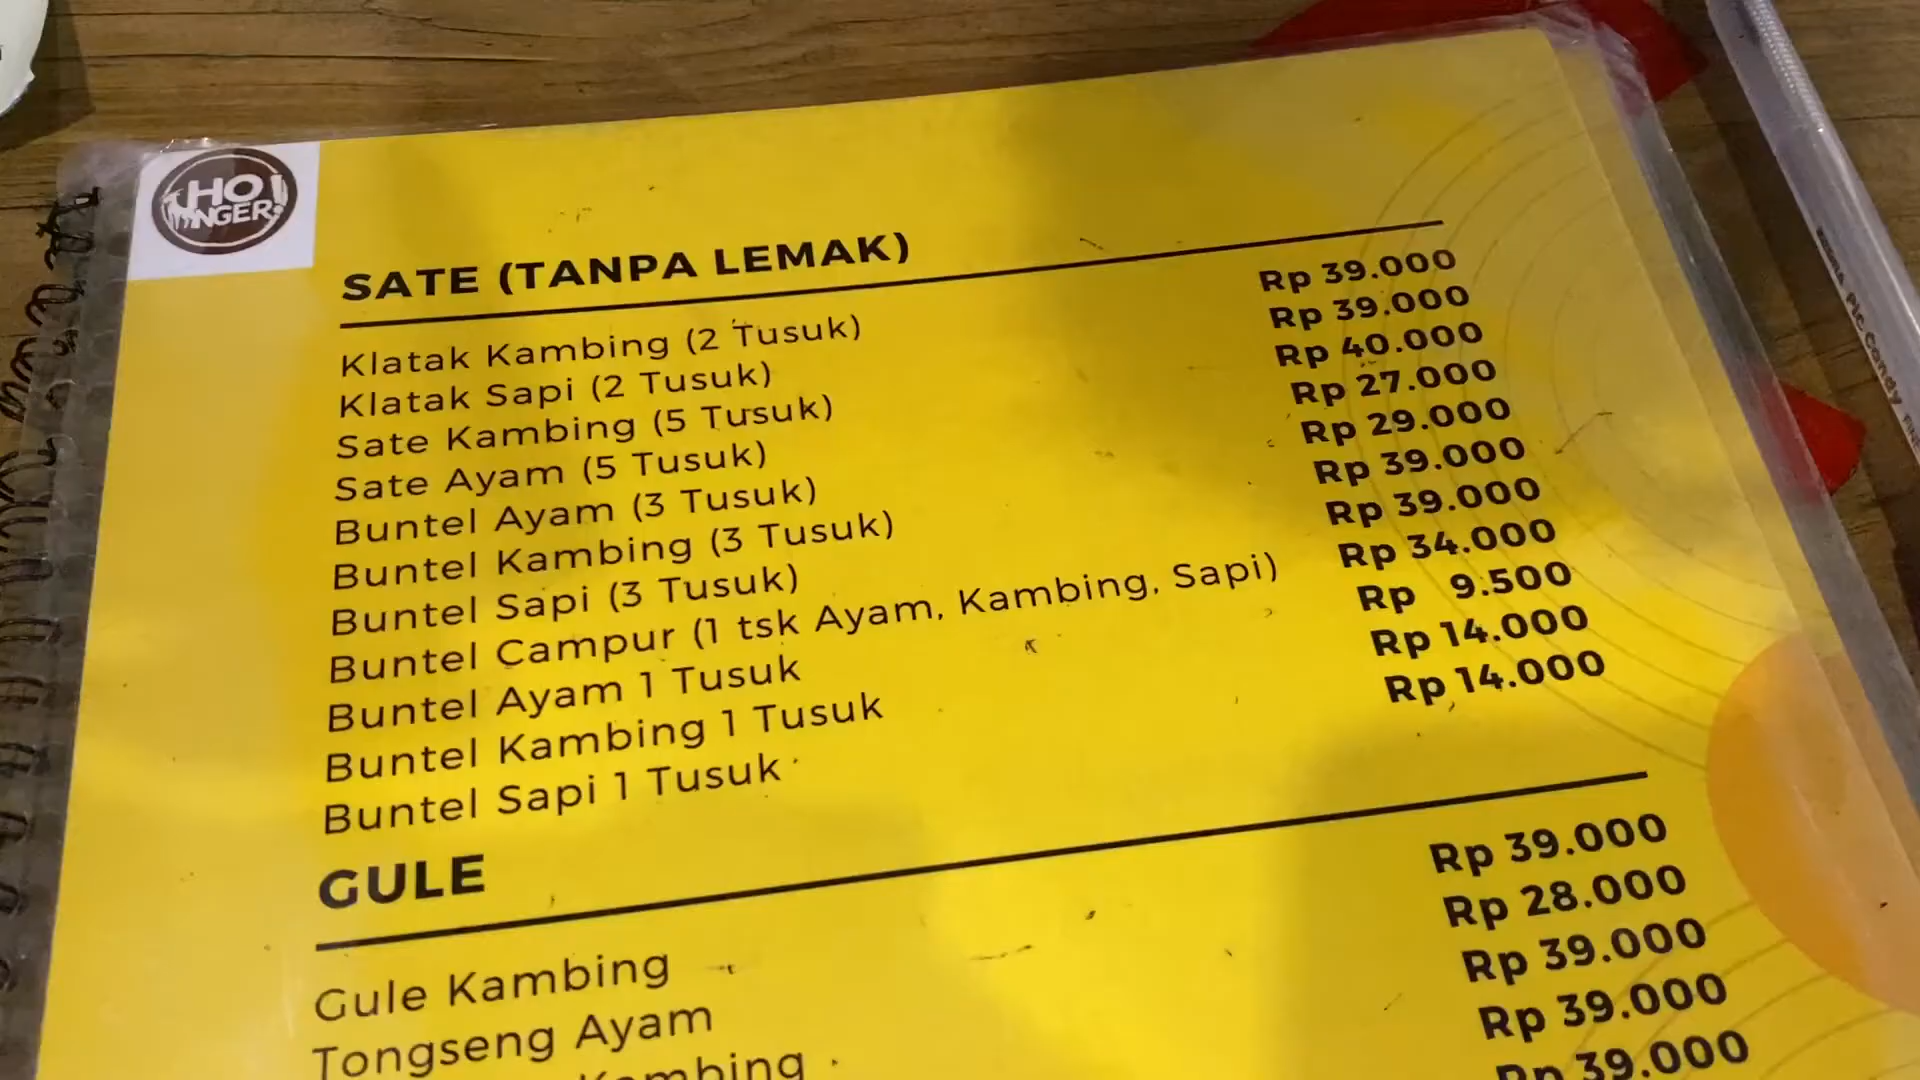 HO!
NGER!
SATE (TANPA LEMAK)
Klatak Kambing (2 Tusuk) Rp 39.000
Klatak Sapi (2 Tusuk) Rp 39.000
Sate Kambing (5 Tusuk) Rp 40.000
Sate Ayam (5 Tusuk) Rp 27.000
Buntel Ayam (3 Tusuk) Rp 29.000
Buntel Kambing (3 Tusuk) Rp 39.000
Buntel Sapi (3 Tusuk) Rp 39.000
Buntel Campur (1 tsk Ayam, Kambing, Sapi) Rp 34.000
Buntel Ayam 1 Tusuk Rp 9.500
Buntel Kambing 1 Tusuk Rp 14.000
Buntel Sapi 1 Tusuk Rp 14.000
GULE
Gule Kambing Rp 39.000
Tongseng Ayam Rp 28.000
Kambing Rp 39.000
Rp 39.000
Rp 39.000
Candy